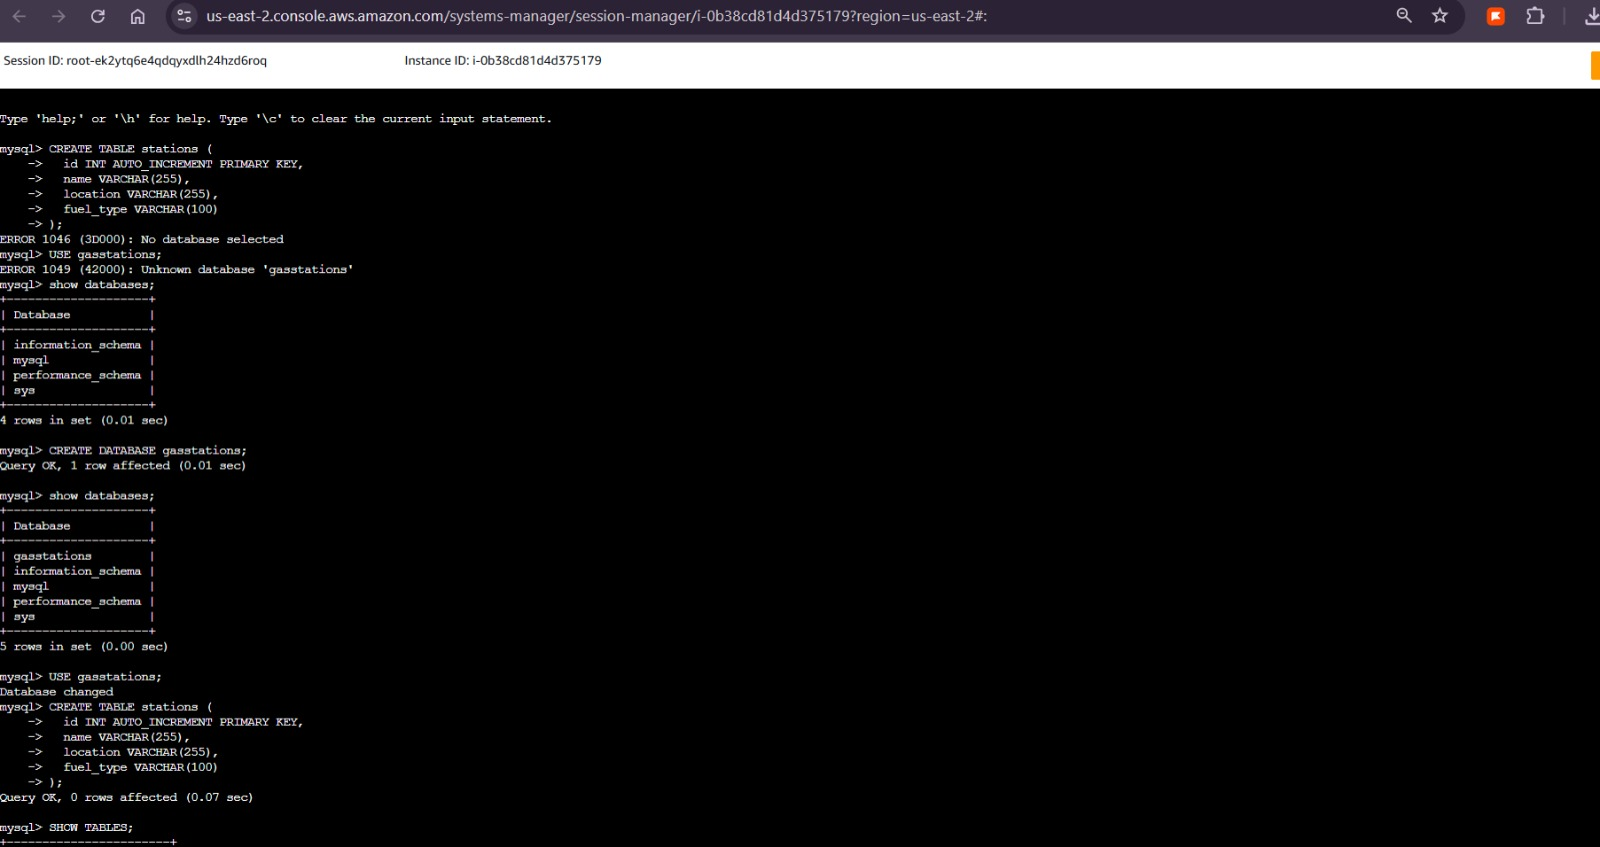 us-east-2.console.aws.amazon.com/systems-manager/session-manager/i-0b38cd81d4d375179?region=us-east-2#:
Session ID: root-ek2ytq6e4qdqyxdlh24hzd6roq Instance ID: i-0b38cd81d4d375179
Type 'help;' or '\h' for help. Type '\c' to clear the current input statement.
mysql> CREATE TABLE stations (
    ->   id INT AUTO_INCREMENT PRIMARY KEY,
    ->   name VARCHAR(255),
    ->   location VARCHAR(255),
    ->   fuel_type VARCHAR(100)
    -> );
ERROR 1046 (3D000): No database selected
mysql> USE gasstations;
ERROR 1049 (42000): Unknown database 'gasstations'
mysql> show databases;
+--------------------+
| Database           |
+--------------------+
| information_schema |
| mysql              |
| performance_schema |
| sys                |
+--------------------+
4 rows in set (0.01 sec)
mysql> CREATE DATABASE gasstations;
Query OK, 1 row affected (0.01 sec)
mysql> show databases;
+--------------------+
| Database           |
+--------------------+
| gasstations        |
| information_schema |
| mysql              |
| performance_schema |
| sys                |
+--------------------+
5 rows in set (0.00 sec)
mysql> USE gasstations;
Database changed
mysql> CREATE TABLE stations (
    ->   id INT AUTO_INCREMENT PRIMARY KEY,
    ->   name VARCHAR(255),
    ->   location VARCHAR(255),
    ->   fuel_type VARCHAR(100)
    -> );
Query OK, 0 rows affected (0.07 sec)
mysql> SHOW TABLES;
+-----------------------+